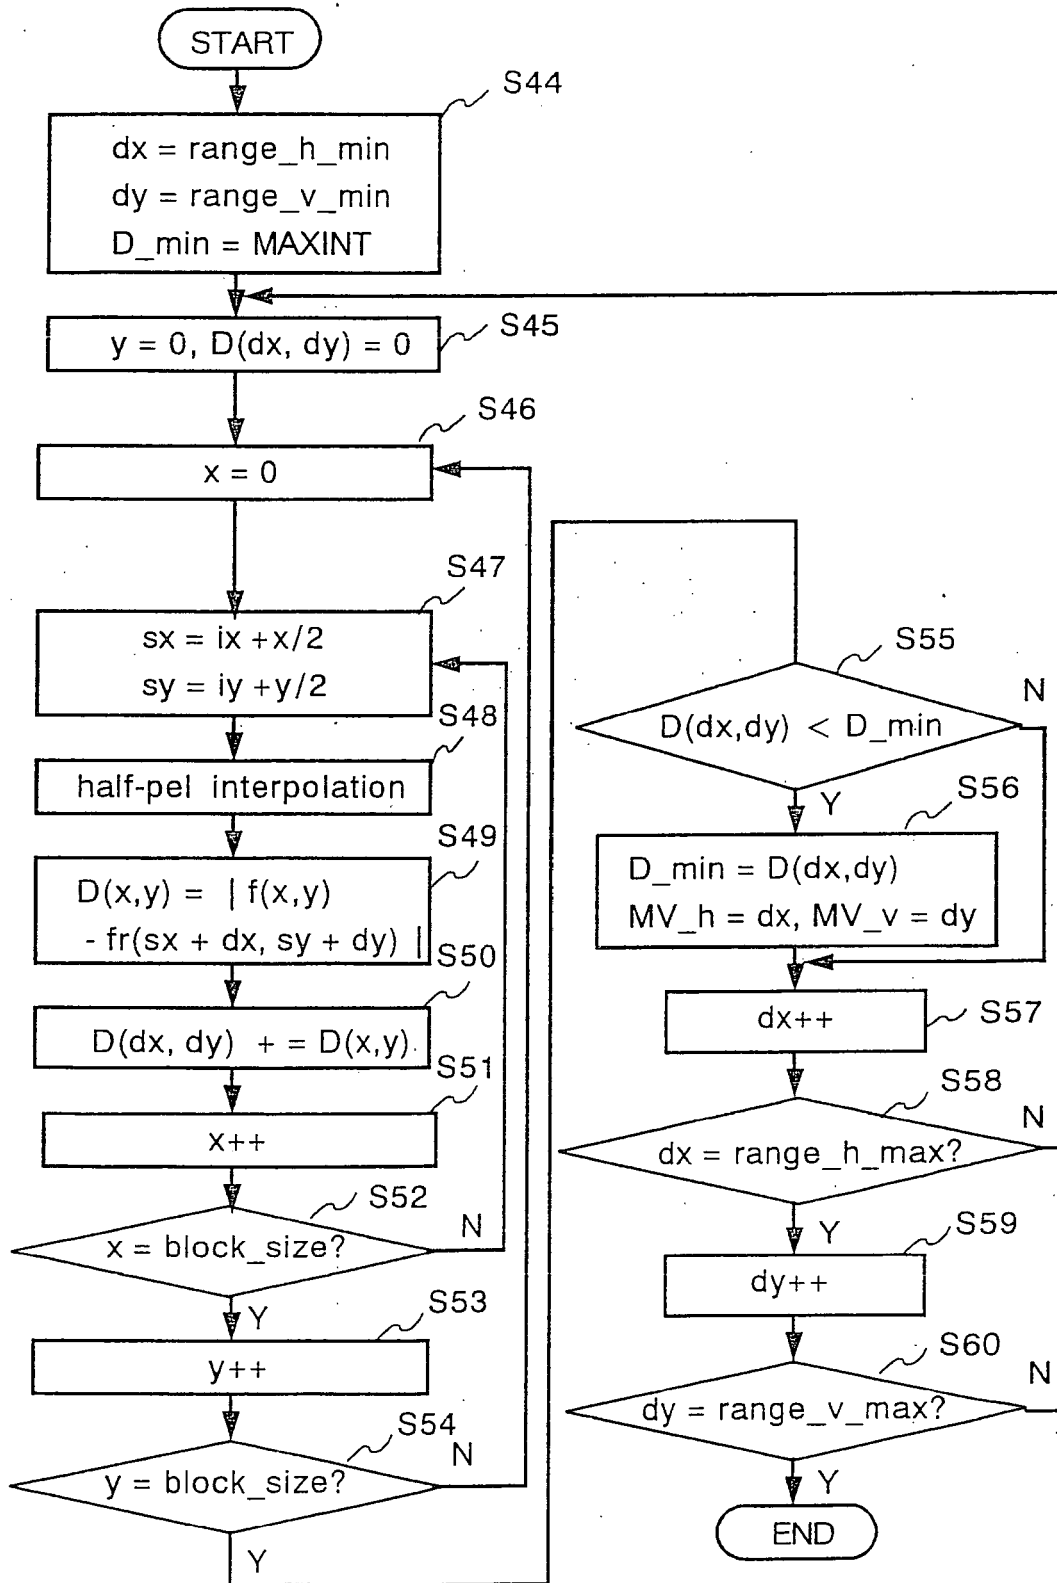 START
S44
dx = range_h_min
dy = range_v_min
D_min = MAXINT
S45
y = 0, D(dx, dy) = 0
S46
x = 0
S47
sx = ix + x/2
sy = iy + y/2
S48
half-pel interpolation
S49
D(x,y) = | f(x,y)
- fr(sx + dx, sy + dy) |
S50
D(dx, dy) + = D(x,y)
S51
x++
S52
x = block_size?
N
Y
S53
y++
S54
y = block_size?
N
Y
S55
D(dx,dy) < D_min
N
Y
S56
D_min = D(dx,dy)
MV_h = dx, MV_v = dy
S57
dx++
S58
dx = range_h_max?
N
Y
S59
dy++
S60
dy = range_v_max?
N
Y
END